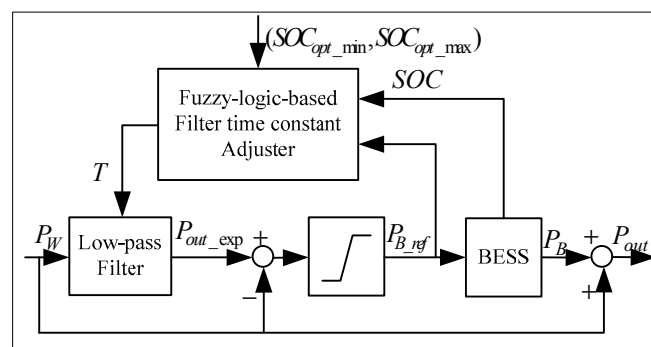 (SOC_opt_min, SOC_opt_max)
SOC
Fuzzy-logic-based
Filter time constant
Adjuster
T
P_W
Low-pass
Filter
P_out_exp
+
−
P_B_ref
BESS
P_B
+
+
P_out